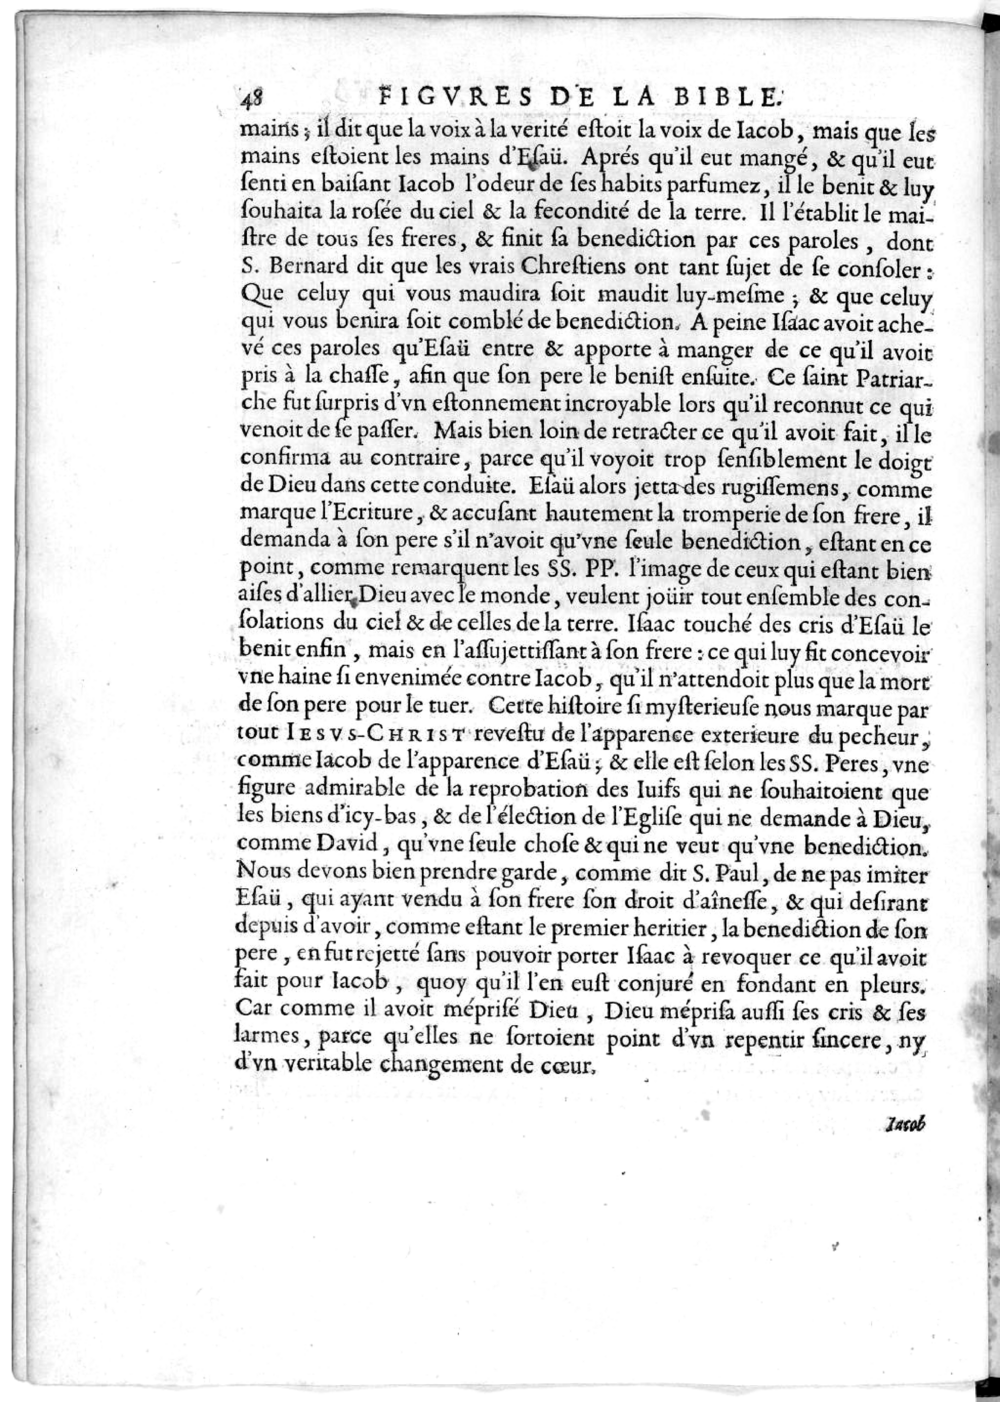 48 FIGVRES DE LA BIBLE.
mains ; il dit que la voix à la verité eſtoit la voix de Iacob, mais que les
mains eſtoient les mains d'Eſaü. Aprés qu'il eut mangé, & qu'il eut
ſenti en baiſant Iacob l'odeur de ſes habits parfumez, il le benit & luy
ſouhaita la roſée du ciel & la fecondité de la terre. Il l'établit le mai-
ſtre de tous ſes freres, & finit ſa benediction par ces paroles, dont
S. Bernard dit que les vrais Chreſtiens ont tant ſujet de ſe conſoler :
Que celuy qui vous maudira ſoit maudit luy-meſme ; & que celuy
qui vous benira ſoit comblé de benediction. A peine Iſaac avoit ache-
vé ces paroles qu'Eſaü entre & apporte à manger de ce qu'il avoit
pris à la chaſſe, afin que ſon pere le beniſt enſuite. Ce ſaint Patriar-
che fut ſurpris d'vn eſtonnement incroyable lors qu'il reconnut ce qui
venoit de ſe paſſer. Mais bien loin de retracter ce qu'il avoit fait, il le
confirma au contraire, parce qu'il voyoit trop ſenſiblement le doigt
de Dieu dans cette conduite. Eſaü alors jetta des rugiſſemens, comme
marque l'Ecriture, & accuſant hautement la tromperie de ſon frere, il
demanda à ſon pere s'il n'avoit qu'vne ſeule benediction, eſtant en ce
point, comme remarquent les SS. PP. l'image de ceux qui eſtant bien
aiſes d'allier Dieu avec le monde, veulent joüir tout enſemble des con-
ſolations du ciel & de celles de la terre. Iſaac touché des cris d'Eſaü le
benit enfin, mais en l'aſſujettiſſant à ſon frere : ce qui luy fit concevoir
vne haine ſi envenimée contre Iacob, qu'il n'attendoit plus que la mort
de ſon pere pour le tuer. Cette hiſtoire ſi myſterieuſe nous marque par
tout IESVS-CHRIST reveſtu de l'apparence exterieure du pecheur,
comme Iacob de l'apparence d'Eſaü ; & elle eſt ſelon les SS. Peres, vne
figure admirable de la reprobation des Iuifs qui ne ſouhaitoient que
les biens d'icy-bas, & de l'élection de l'Egliſe qui ne demande à Dieu,
comme David, qu'vne ſeule choſe & qui ne veut qu'vne benediction.
Nous devons bien prendre garde, comme dit S. Paul, de ne pas imiter
Eſaü, qui ayant vendu à ſon frere ſon droit d'aîneſſe, & qui deſirant
depuis d'avoir, comme eſtant le premier heritier, la benediction de ſon
pere, en fut rejetté ſans pouvoir porter Iſaac à revoquer ce qu'il avoit
fait pour Iacob, quoy qu'il l'en euſt conjuré en fondant en pleurs.
Car comme il avoit mépriſé Dieu, Dieu mépriſa auſſi ſes cris & ſes
larmes, parce qu'elles ne ſortoient point d'vn repentir ſincere, ny
d'vn veritable changement de cœur.
Iacob